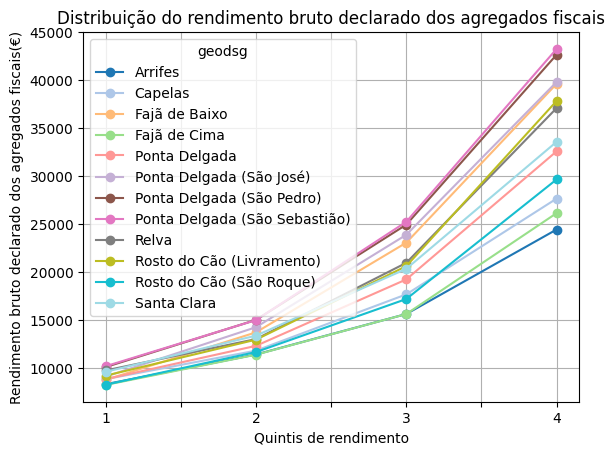 Distribuição do rendimento bruto declarado dos agregados fiscais
Rendimento bruto declarado dos agregados fiscais(€)
45000
40000
35000
30000
25000
20000
15000
10000
geodsg
Arrifes
Capelas
Fajã de Baixo
Fajã de Cima
Ponta Delgada
Ponta Delgada (São José)
Ponta Delgada (São Pedro)
Ponta Delgada (São Sebastião)
Relva
Rosto do Cão (Livramento)
Rosto do Cão (São Roque)
Santa Clara
1
2
3
4
Quintis de rendimento